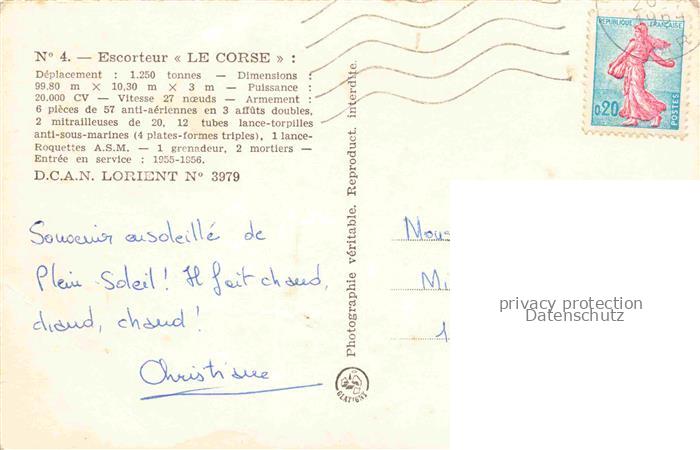 N° 4. — Escorteur « LE CORSE » :
Déplacement : 1.250 tonnes — Dimensions :
99,80 m × 10,30 m × 3 m — Puissance :
20.000 CV — Vitesse 27 nœuds — Armement :
6 pièces de 57 anti-aériennes en 3 affûts doubles,
2 mitrailleuses de 20, 12 tubes lance-torpilles
anti-sous-marines (4 plates-formes triples), 1 lance-
Roquettes A.S.M. — 1 grenadeur, 2 mortiers —
Entrée en service : 1955-1956.
D.C.A.N. LORIENT N° 3979
Souvenir ensoleillé de
Plein Soleil! Il fait chaud,
chaud, chaud!
Christiane
Photographie véritable. Reproduct. interdite.
GLATIGNY
REPUBLIQUE FRANÇAISE
0,20
POSTES
Mous
Mi
1
privacy protection
Datenschutz